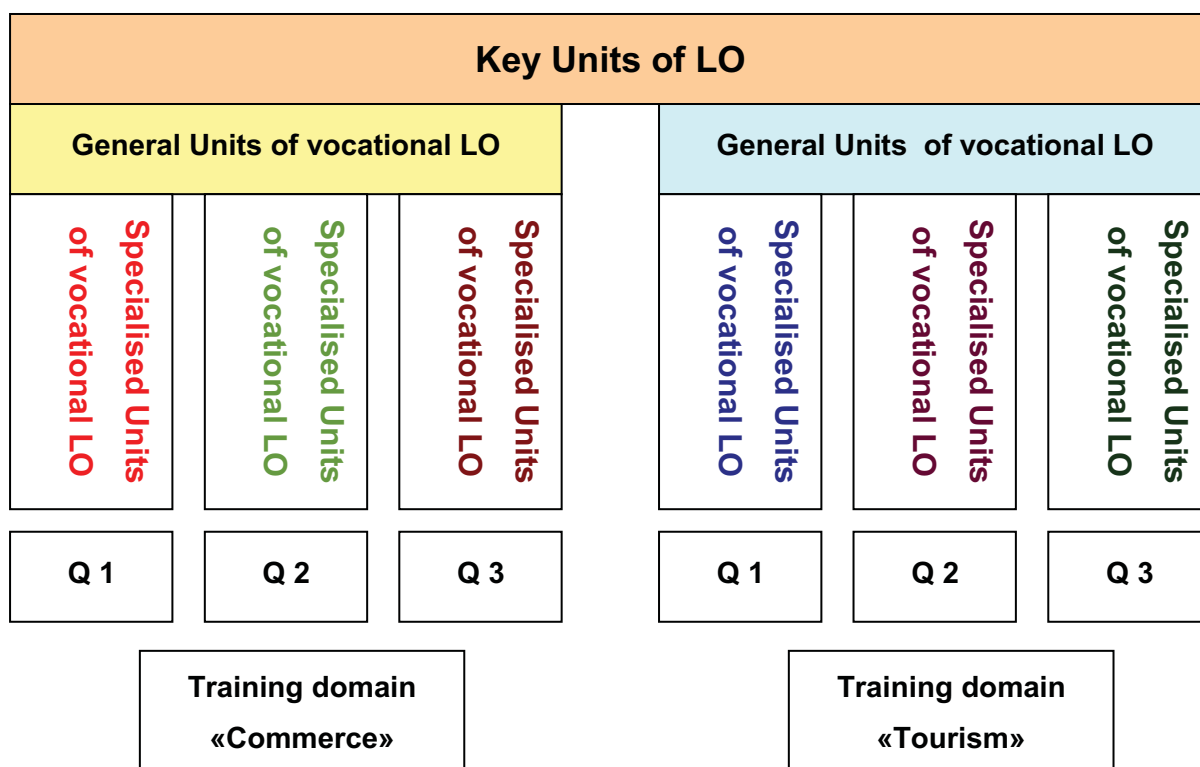 Key Units of LO
General Units of vocational LO
General Units of vocational LO
Specialised Units
of vocational LO
Specialised Units
of vocational LO
Specialised Units
of vocational LO
Specialised Units
of vocational LO
Specialised Units
of vocational LO
Specialised Units
of vocational LO
Q 1
Q 2
Q 3
Q 1
Q 2
Q 3
Training domain
«Commerce»
Training domain
«Tourism»